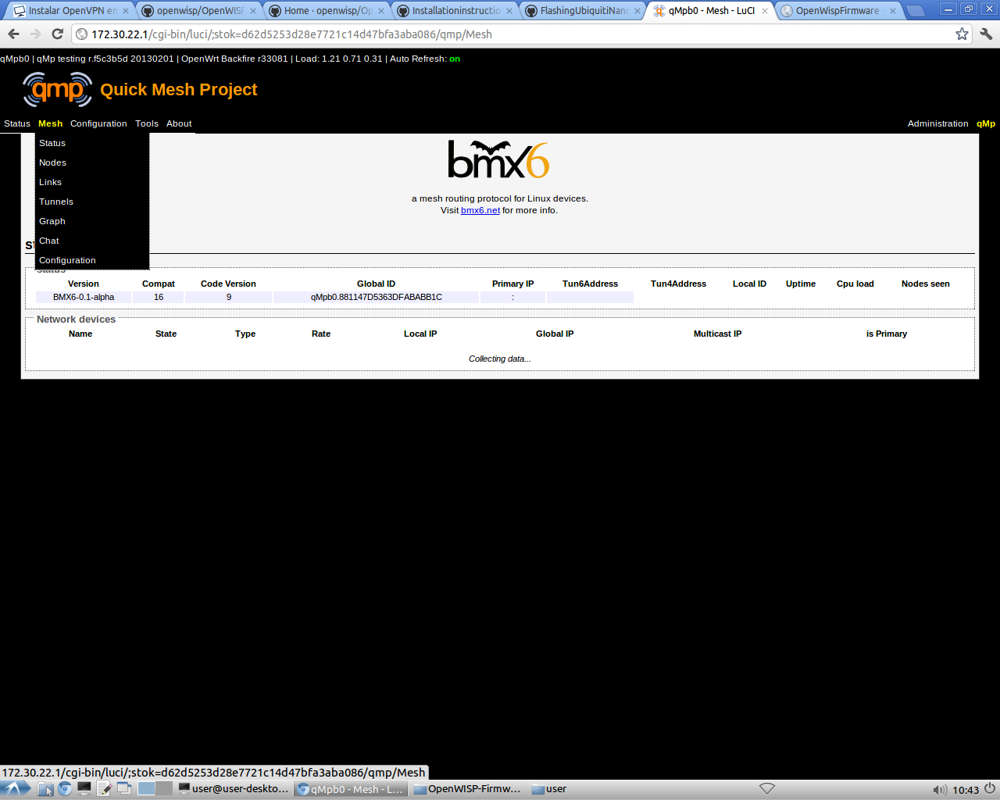 Instalar OpenVPN en
openwisp/OpenWISP
Home · openwisp/Op
Installationinstructio
FlashingUbiquitiNano
qMpb0 - Mesh - LuCI
OpenWispFirmware -
172.30.22.1/cgi-bin/luci/;stok=d62d5253d28e7721c14d47bfa3aba086/qmp/Mesh
qMpb0 | qMp testing r.f5c3b5d 20130201 | OpenWrt Backfire r33081 | Load: 1.21 0.71 0.31 | Auto Refresh: on
qmp Quick Mesh Project
Status Mesh Configuration Tools About Administration qMp
Status
Nodes
Links
Tunnels
Graph
Chat
Configuration
bmx6
a mesh routing protocol for Linux devices.
Visit bmx6.net for more info.
Status
Version Compat Code Version Global ID Primary IP Tun6Address Tun4Address Local ID Uptime Cpu load Nodes seen
BMX6-0.1-alpha 16 9 qMpb0.881147D5363DFABABB1C :
Network devices
Name State Type Rate Local IP Global IP Multicast IP is Primary
Collecting data...
172.30.22.1/cgi-bin/luci/;stok=d62d5253d28e7721c14d47bfa3aba086/qmp/Mesh
user@user-deskto...
qMpb0 - Mesh - L...
OpenWISP-Firmw...
user
10:43